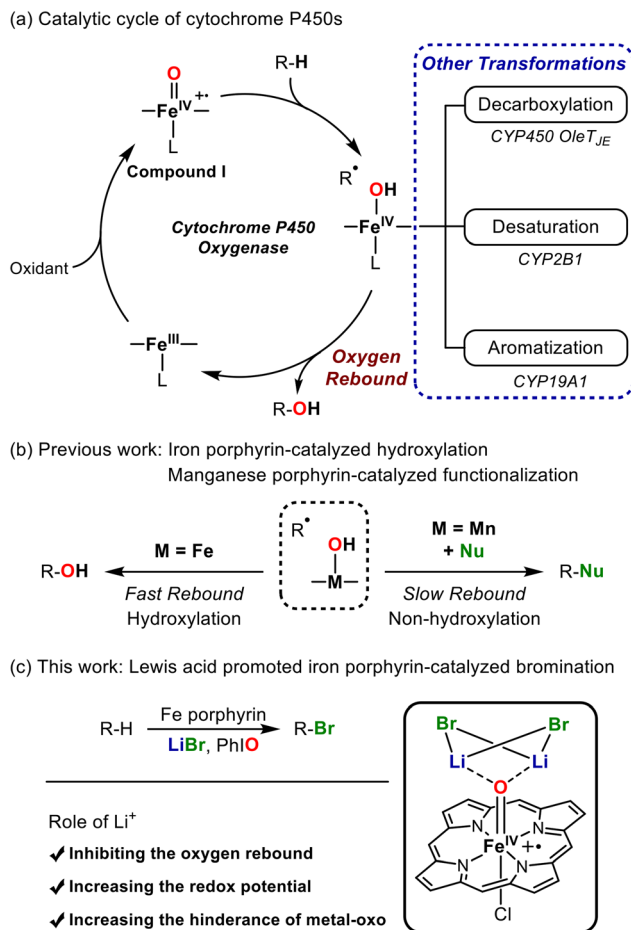 (a) Catalytic cycle of cytochrome P450s
O
Fe^IV +•
L
Compound I
R-H
R•
OH
Fe^IV
L
Cytochrome P450
Oxygenase
Oxidant
Fe^III
L
Oxygen
Rebound
R-OH
Other Transformations
Decarboxylation
CYP450 OleT_JE
Desaturation
CYP2B1
Aromatization
CYP19A1
(b) Previous work: Iron porphyrin-catalyzed hydroxylation
Manganese porphyrin-catalyzed functionalization
R-OH
M = Fe
Fast Rebound
Hydroxylation
R•
OH
M
M = Mn
+ Nu
Slow Rebound
Non-hydroxylation
R-Nu
(c) This work: Lewis acid promoted iron porphyrin-catalyzed bromination
R-H
Fe porphyrin
LiBr, PhIO
R-Br
Role of Li⁺
✓ Inhibiting the oxygen rebound
✓ Increasing the redox potential
✓ Increasing the hinderance of metal-oxo
Br Br
Li Li
O
N N
Fe^IV +•
N N
Cl